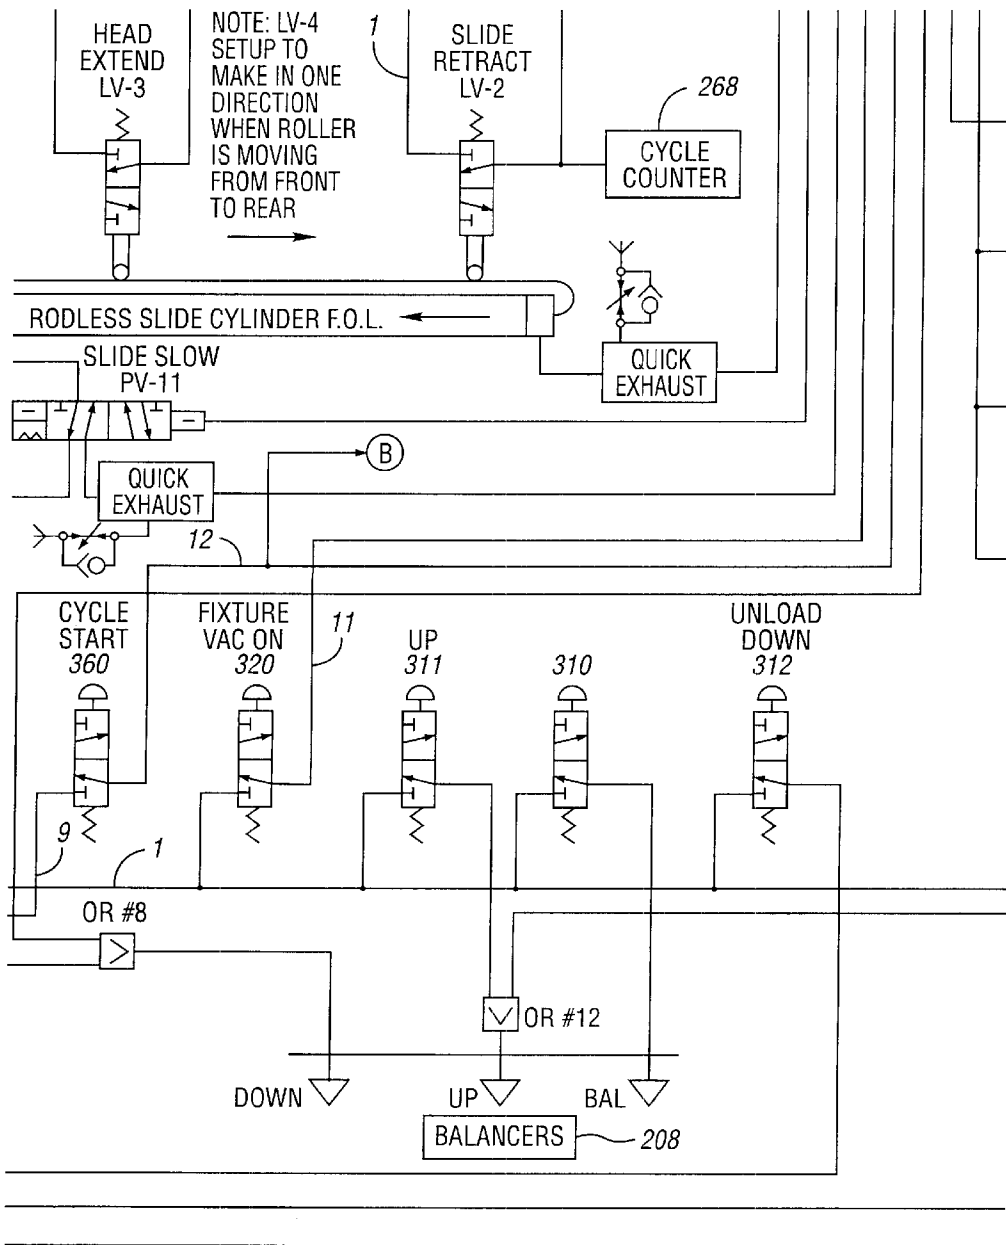 HEAD
EXTEND
LV-3
NOTE: LV-4
SETUP TO
MAKE IN ONE
DIRECTION
WHEN ROLLER
IS MOVING
FROM FRONT
TO REAR
1
SLIDE
RETRACT
LV-2
268
CYCLE
COUNTER
RODLESS SLIDE CYLINDER F.O.L.
QUICK
EXHAUST
SLIDE SLOW
PV-11
B
QUICK
EXHAUST
12
CYCLE
START
360
FIXTURE
VAC ON
320
11
UP
311
310
UNLOAD
DOWN
312
9
1
OR #8
OR #12
DOWN
UP
BAL
BALANCERS
208